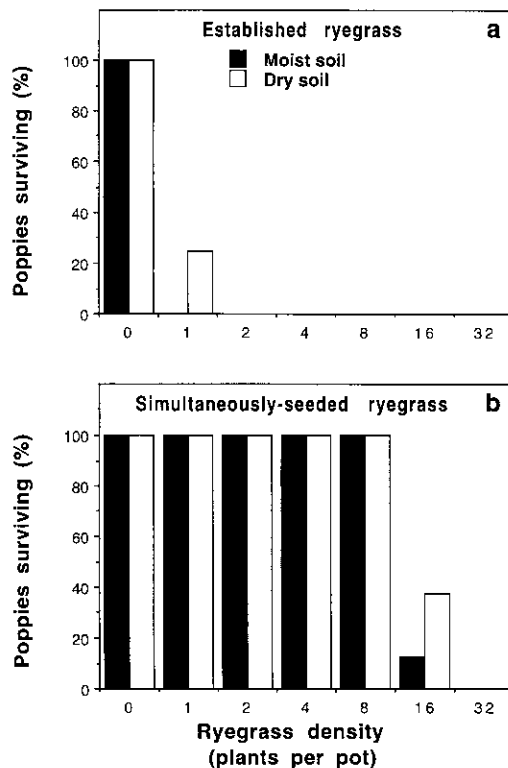 Established ryegrass a
Moist soil
Dry soil
Poppies surviving (%)
100
80
60
40
20
0
0 1 2 4 8 16 32
Simultaneously-seeded ryegrass b
Poppies surviving (%)
100
80
60
40
20
0
0 1 2 4 8 16 32
Ryegrass density
(plants per pot)